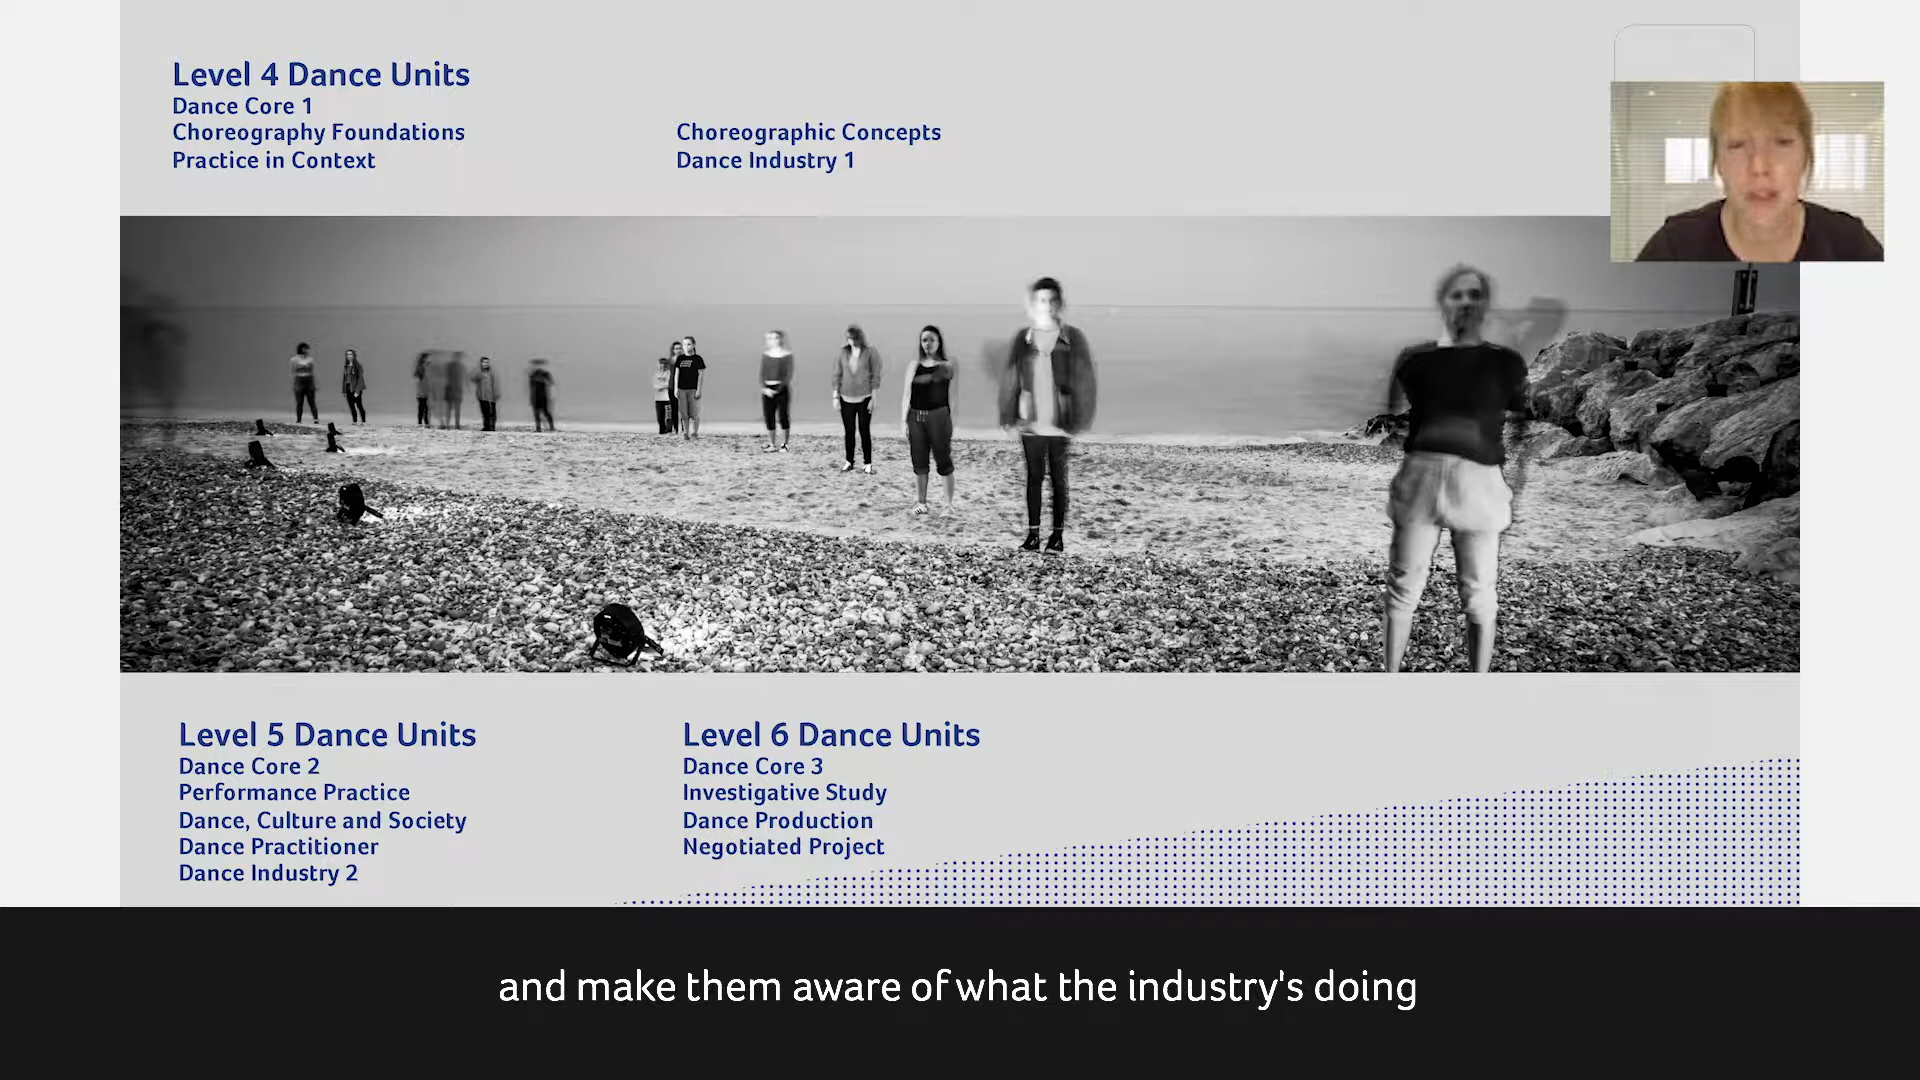 Level 4 Dance Units
Dance Core 1
Choreography Foundations
Practice in Context
Choreographic Concepts
Dance Industry 1
Level 5 Dance Units
Dance Core 2
Performance Practice
Dance, Culture and Society
Dance Practitioner
Dance Industry 2
Level 6 Dance Units
Dance Core 3
Investigative Study
Dance Production
Negotiated Project
and make them aware of what the industry's doing